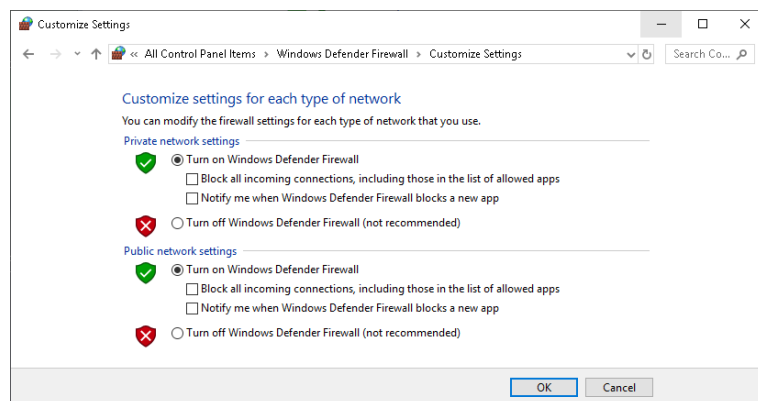 Customize Settings
« All Control Panel Items > Windows Defender Firewall > Customize Settings
Search Co...
Customize settings for each type of network
You can modify the firewall settings for each type of network that you use.
Private network settings
Turn on Windows Defender Firewall
Block all incoming connections, including those in the list of allowed apps
Notify me when Windows Defender Firewall blocks a new app
Turn off Windows Defender Firewall (not recommended)
Public network settings
Turn on Windows Defender Firewall
Block all incoming connections, including those in the list of allowed apps
Notify me when Windows Defender Firewall blocks a new app
Turn off Windows Defender Firewall (not recommended)
OK Cancel